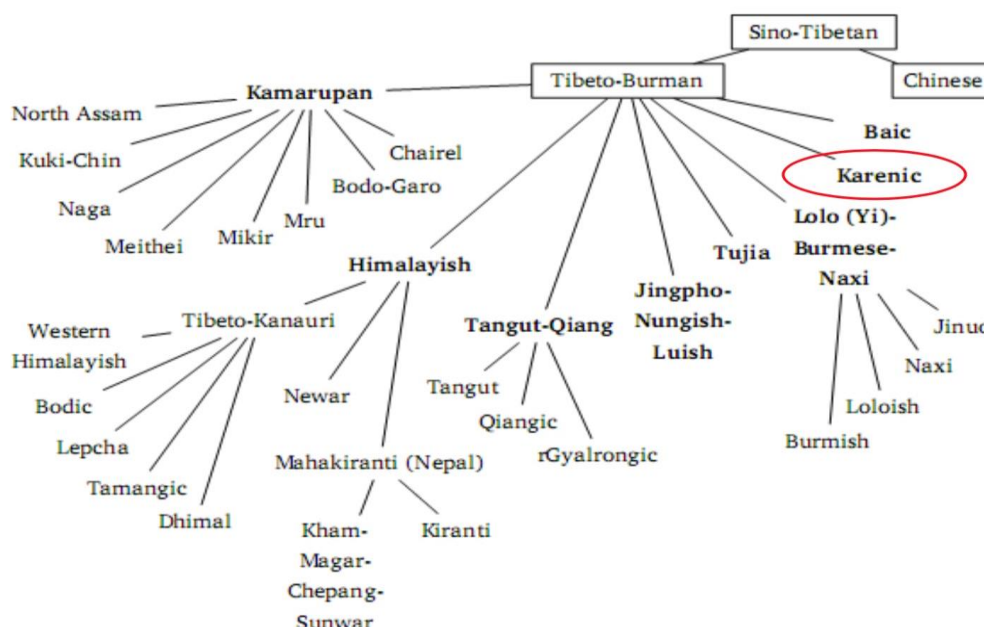 Sino-Tibetan
Tibeto-Burman
Chinese
Kamarupan
North Assam
Kuki-Chin
Naga
Meithei
Mikir
Mru
Bodo-Garo
Chairel
Baic
Karenic
Lolo (Yi)-
Burmese-
Naxi
Tujia
Jingpho-
Nungish-
Luish
Himalayish
Tangut-Qiang
Tibeto-Kanauri
Western
Himalayish
Bodic
Lepcha
Tamangic
Dhimal
Newar
Mahakiranti (Nepal)
Kham-
Magar-
Chepang-
Sunwar
Kiranti
Tangut
Qiangic
rGyalrongic
Burmish
Loloish
Naxi
Jinuo